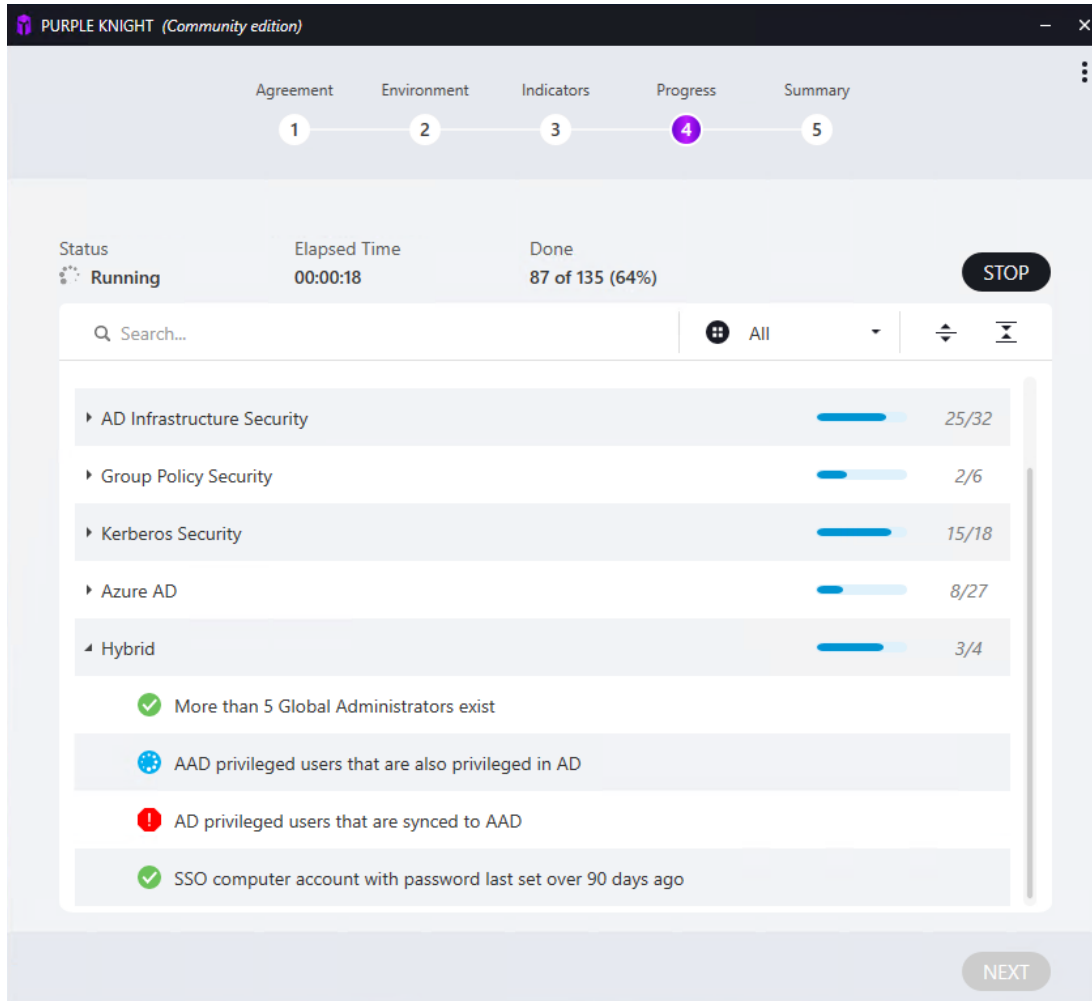 PURPLE KNIGHT (Community edition)
Agreement Environment Indicators Progress Summary
1 2 3 4 5
Status Elapsed Time Done
Running 00:00:18 87 of 135 (64%)
STOP
Search... All
AD Infrastructure Security 25/32
Group Policy Security 2/6
Kerberos Security 15/18
Azure AD 8/27
Hybrid 3/4
More than 5 Global Administrators exist
AAD privileged users that are also privileged in AD
AD privileged users that are synced to AAD
SSO computer account with password last set over 90 days ago
NEXT